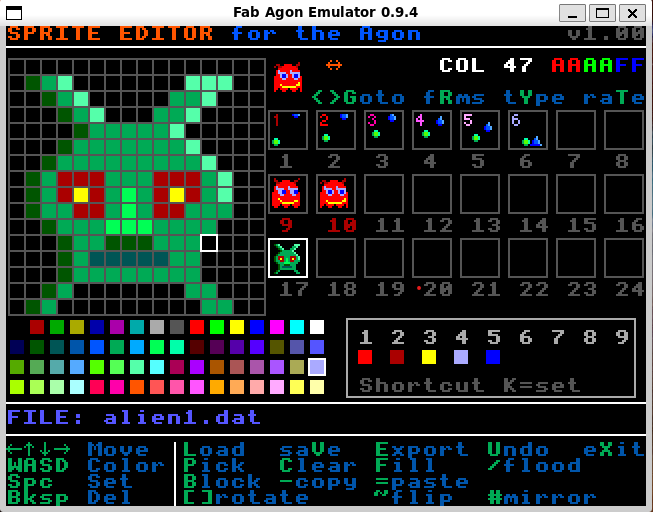 Fab Agon Emulator 0.9.4
SPRITE EDITOR for the Agon v1.00
↔ COL 47 AAAAFF
<>Goto fRms tYpe raTe
1 2 3 4 5 6
1 2 3 4 5 6 7 8
9 10 11 12 13 14 15 16
17 18 19 20 21 22 23 24
1 2 3 4 5 6 7 8 9
Shortcut K=set
FILE: alien1.dat
←↑↓→ Move Load saVe Export Undo eXit
WASD Color Pick Clear Fill /flood
Spc Set Block -copy =paste
Bksp Del []rotate ~flip #mirror